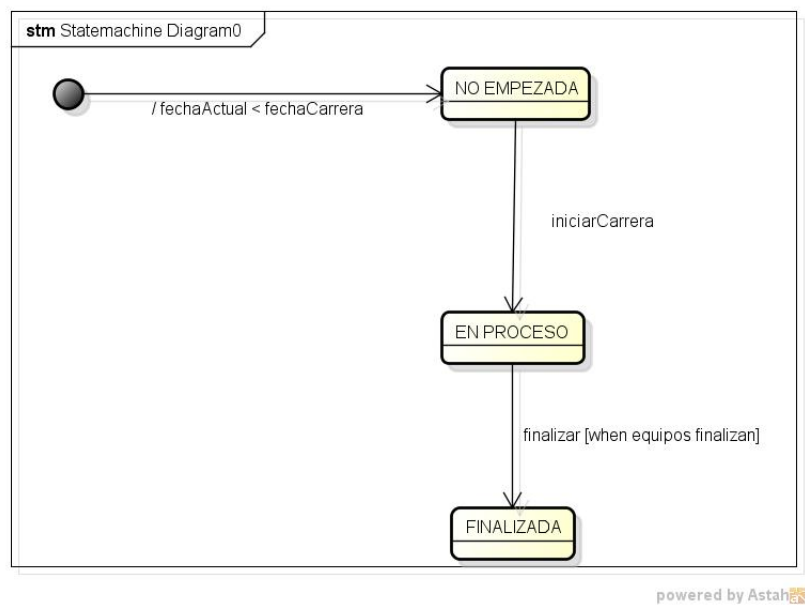 stm Statemachine Diagram0
NO EMPEZADA
/ fechaActual < fechaCarrera
iniciarCarrera
EN PROCESO
finalizar [when equipos finalizan]
FINALIZADA
powered by Astah